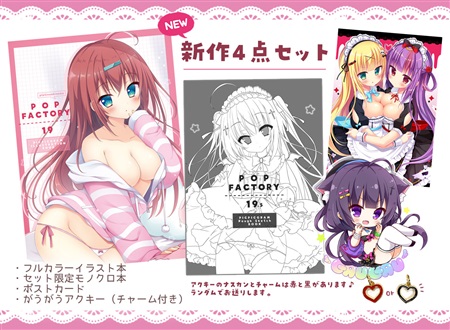 NEW
新作4点セット
POP
FACTORY
19
POP
FACTORY
19.5
・フルカラーイラスト本
・セット限定モノクロ本
・ポストカード
・がうがうアクキー（チャーム付き）
アクキーのナスカンとチャームは赤と黒があります♪
ランダムでお送りします。
OR